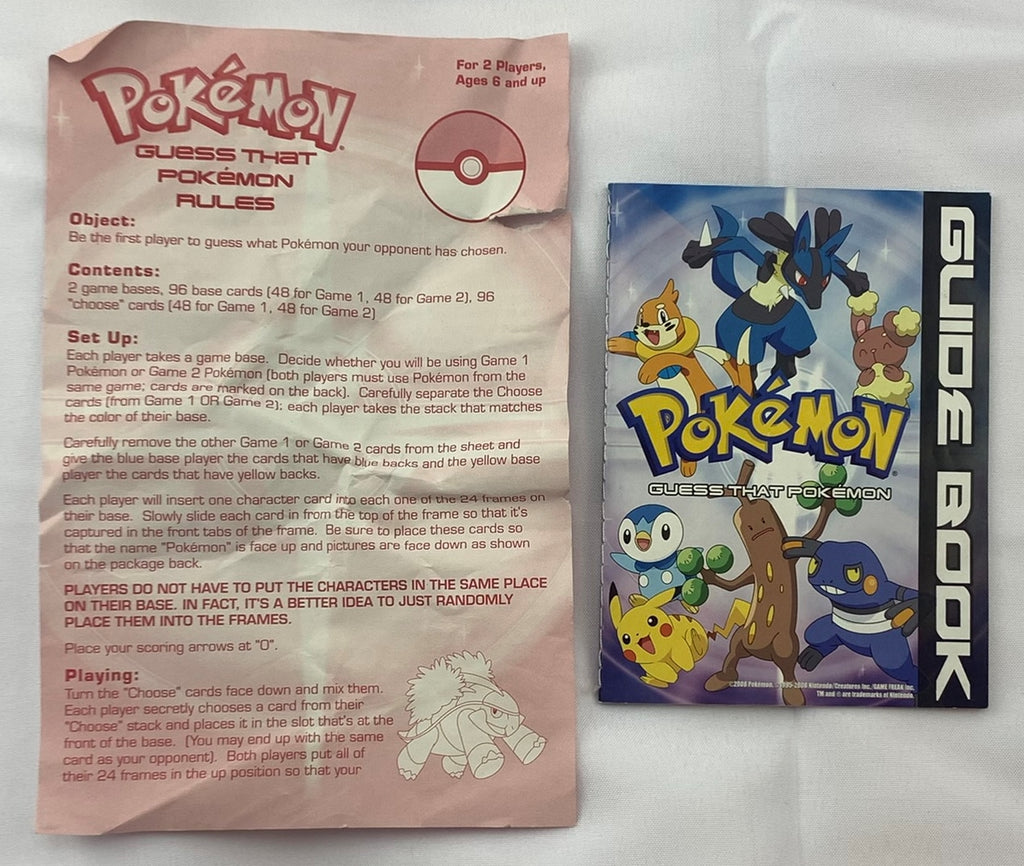 POKéMON
GUESS THAT
POKéMON
RULES
For 2 Players,
Ages 6 and up
Object:
Be the first player to guess what Pokémon your opponent has chosen.
Contents:
2 game bases, 96 base cards (48 for Game 1, 48 for Game 2), 96
"choose" cards (48 for Game 1, 48 for Game 2)
Set Up:
Each player takes a game base. Decide whether you will be using Game 1
Pokémon or Game 2 Pokémon (both players must use Pokémon from the
same game; cards are marked on the back). Carefully separate the Choose
cards (from Game 1 OR Game 2); each player takes the stack that matches
the color of their base.
Carefully remove the other Game 1 or Game 2 cards from the sheet and
give the blue base player the cards that have blue backs and the yellow base
player the cards that have yellow backs.
Each player will insert one character card into each one of the 24 frames on
their base. Slowly slide each card in from the top of the frame so that it's
captured in the front tabs of the frame. Be sure to place these cards so
that the name "Pokémon" is face up and pictures are face down as shown
on the package back.
PLAYERS DO NOT HAVE TO PUT THE CHARACTERS IN THE SAME PLACE
ON THEIR BASE. IN FACT, IT'S A BETTER IDEA TO JUST RANDOMLY
PLACE THEM INTO THE FRAMES.
Place your scoring arrows at "0".
Playing:
Turn the "Choose" cards face down and mix them.
Each player secretly chooses a card from their
"Choose" stack and places it in the slot that's at the
front of the base. (You may end up with the same
card as your opponent). Both players put all of
their 24 frames in the up position so that your
POKéMON
GUESS THAT POKéMON
GUIDE BOOK
©2008 Pokémon. ©1995-2008 Nintendo/Creatures Inc./GAME FREAK Inc.
TM and ® are trademarks of Nintendo.